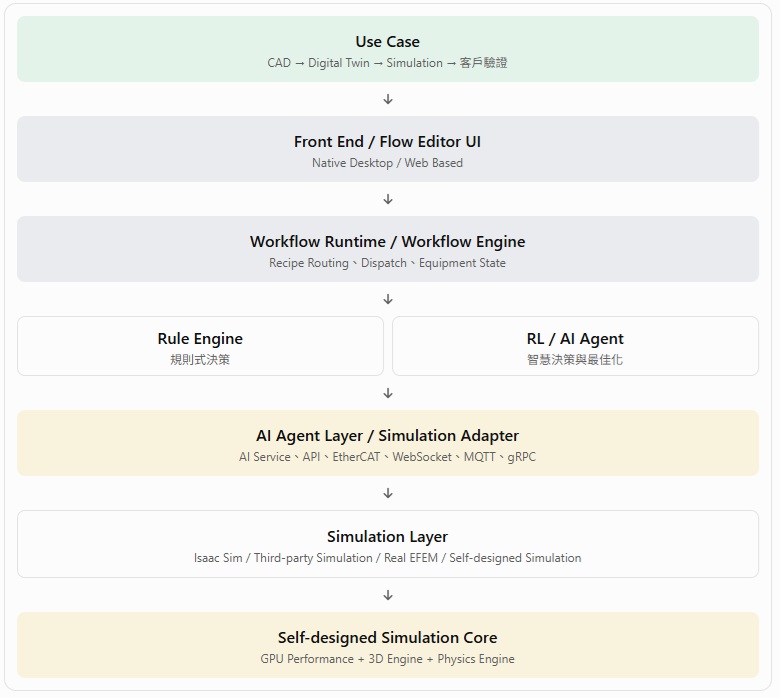 Use Case
CAD → Digital Twin → Simulation → 客戶驗證
↓
Front End / Flow Editor UI
Native Desktop / Web Based
↓
Workflow Runtime / Workflow Engine
Recipe Routing、Dispatch、Equipment State
↓
Rule Engine
規則式決策
RL / AI Agent
智慧決策與最佳化
↓
AI Agent Layer / Simulation Adapter
AI Service、API、EtherCAT、WebSocket、MQTT、gRPC
↓
Simulation Layer
Isaac Sim / Third-party Simulation / Real EFEM / Self-designed Simulation
↓
Self-designed Simulation Core
GPU Performance + 3D Engine + Physics Engine